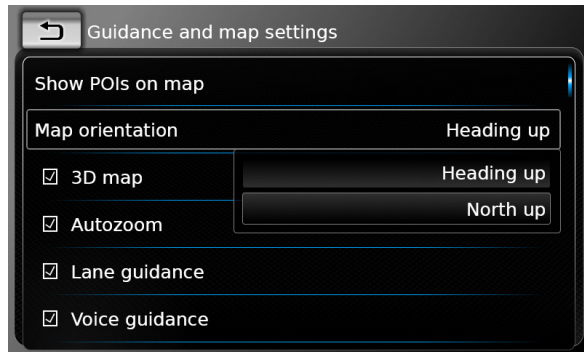 Guidance and map settings
Show POIs on map
Map orientation Heading up
3D map Heading up
Autozoom North up
Lane guidance
Voice guidance